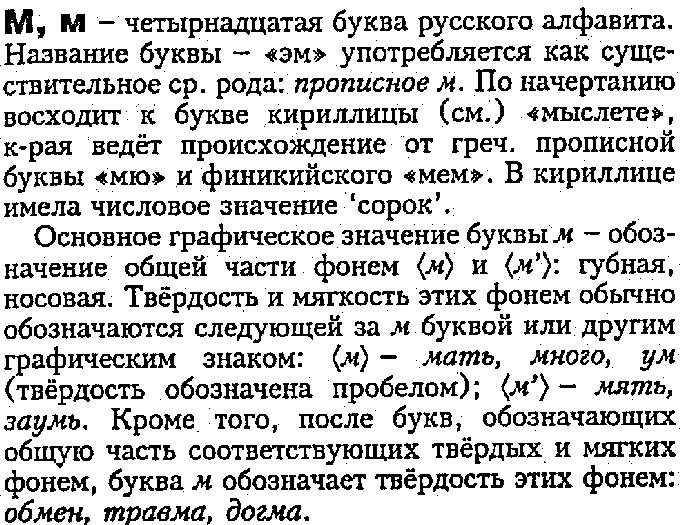 М, м – четырнадцатая буква русского алфавита.
Название буквы – «эм» употребляется как суще-
ствительное ср. рода: прописное м. По начертанию
восходит к букве кириллицы (см.) «мыслете»,
к-рая ведёт происхождение от греч. прописной
буквы «мю» и финикийского «мем». В кириллице
имела числовое значение ‘сорок’.
Основное графическое значение буквы м – обоз-
начение общей части фонем ⟨м⟩ и ⟨м’⟩: губная,
носовая. Твёрдость и мягкость этих фонем обычно
обозначаются следующей за м буквой или другим
графическим знаком: ⟨м⟩ – мать, много, ум
(твёрдость обозначена пробелом); ⟨м’⟩ – мять,
заумь. Кроме того, после букв, обозначающих
общую часть соответствующих твёрдых и мягких
фонем, буква м обозначает твёрдость этих фонем:
обмен, травма, догма.